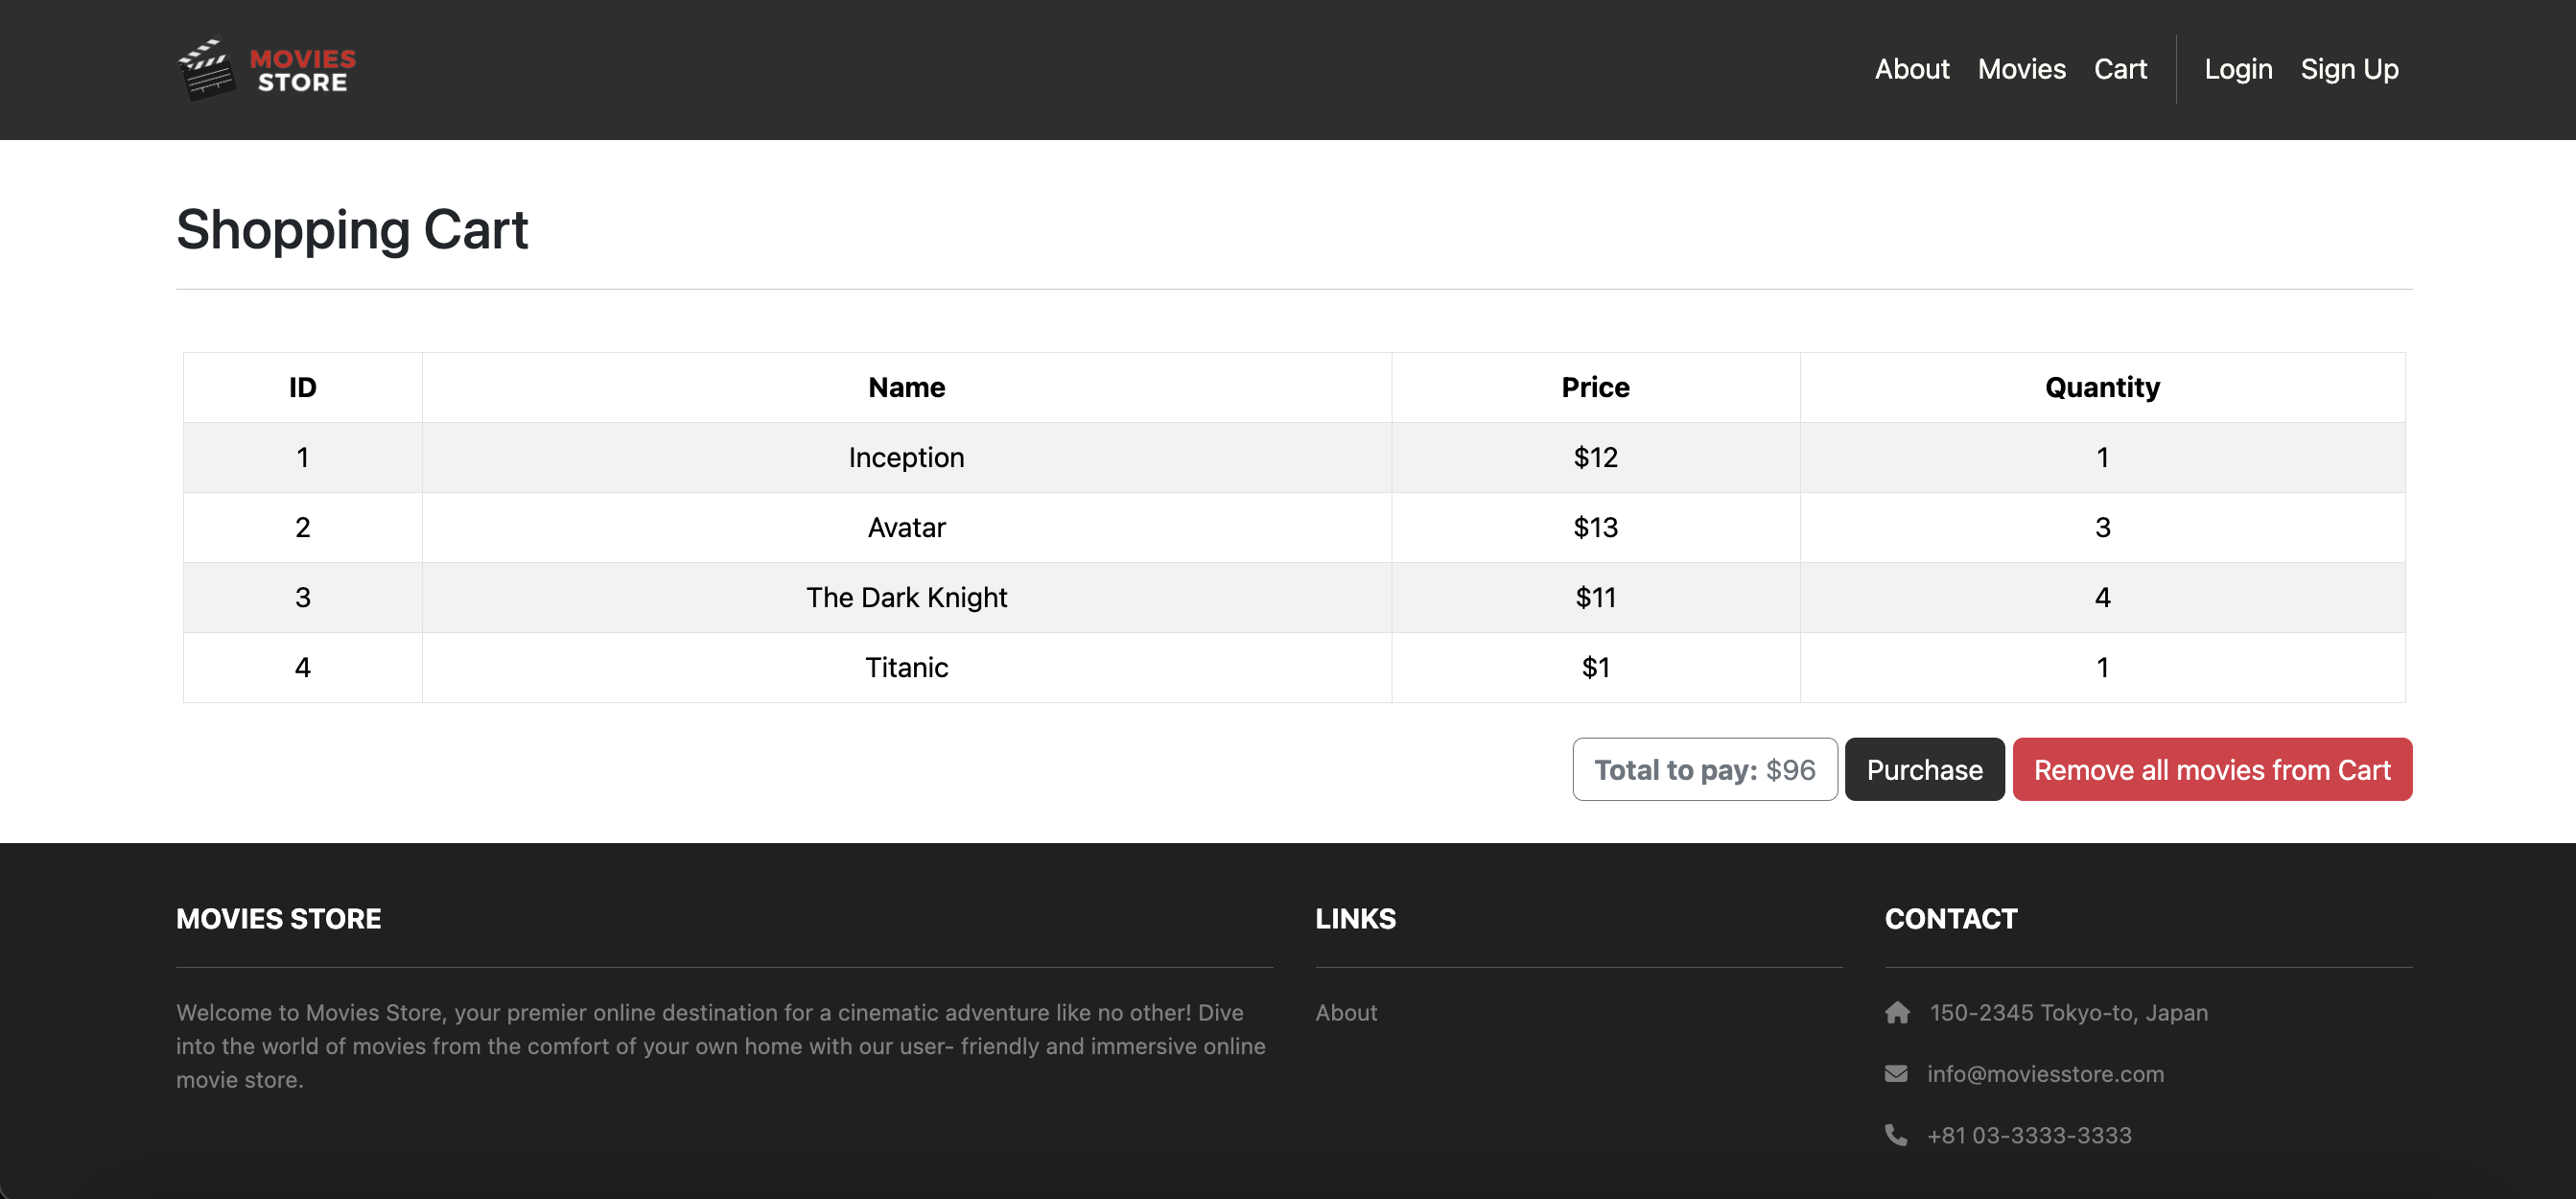 MOVIES
STORE
About Movies Cart Login Sign Up
Shopping Cart
ID Name Price Quantity
1 Inception $12 1
2 Avatar $13 3
3 The Dark Knight $11 4
4 Titanic $1 1
Total to pay: $96 Purchase Remove all movies from Cart
MOVIES STORE
Welcome to Movies Store, your premier online destination for a cinematic adventure like no other! Dive
into the world of movies from the comfort of your own home with our user- friendly and immersive online
movie store.
LINKS
About
CONTACT
150-2345 Tokyo-to, Japan
info@moviesstore.com
+81 03-3333-3333